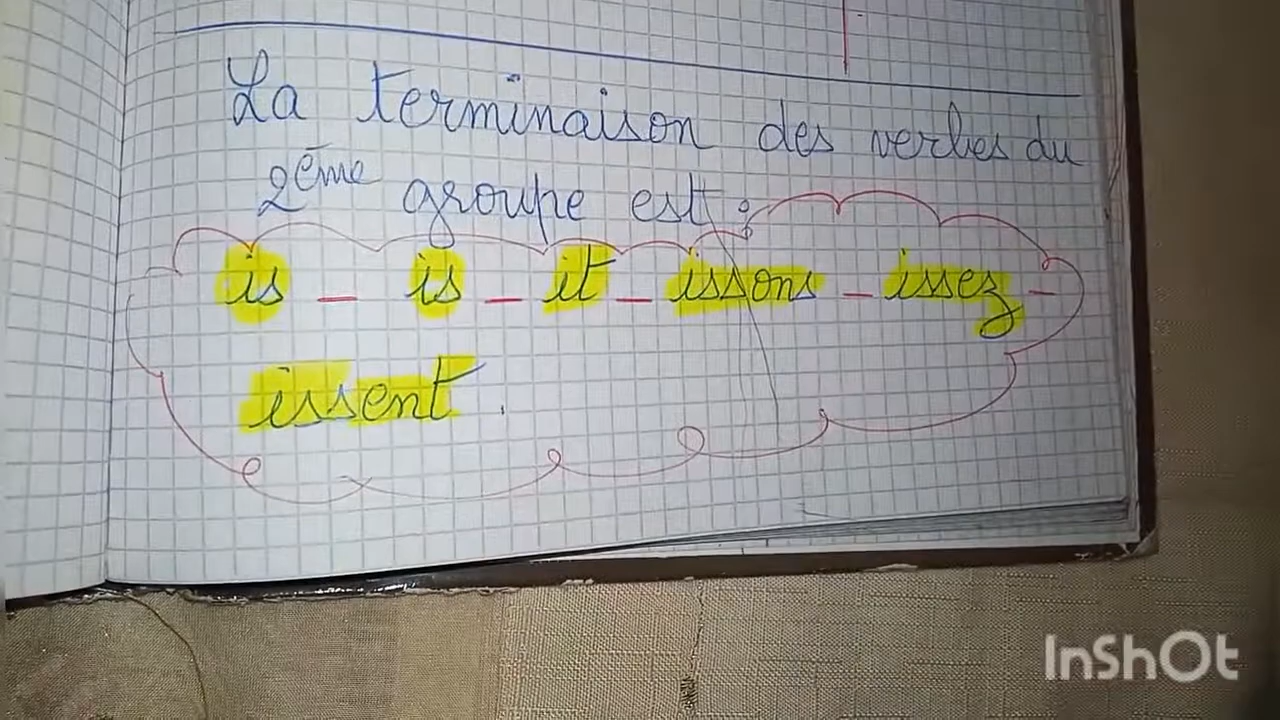 La terminaison des verbes du
2ème groupe est :
is - is - it - issons - issez -
issent.
InShOt